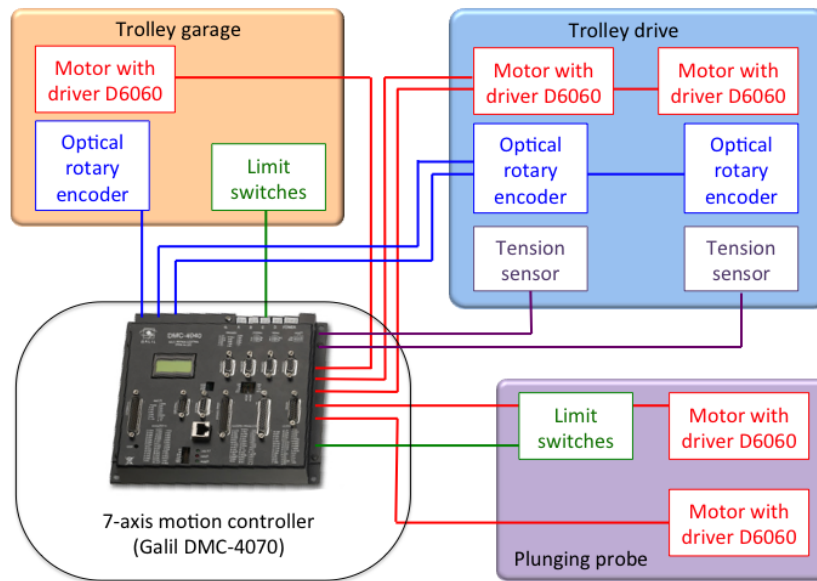 Trolley garage
Motor with
driver D6060
Optical
rotary
encoder
Limit
switches
Trolley drive
Motor with
driver D6060
Motor with
driver D6060
Optical
rotary
encoder
Optical
rotary
encoder
Tension
sensor
Tension
sensor
DMC-4040
7-axis motion controller
(Galil DMC-4070)
Limit
switches
Motor with
driver D6060
Motor with
driver D6060
Plunging probe